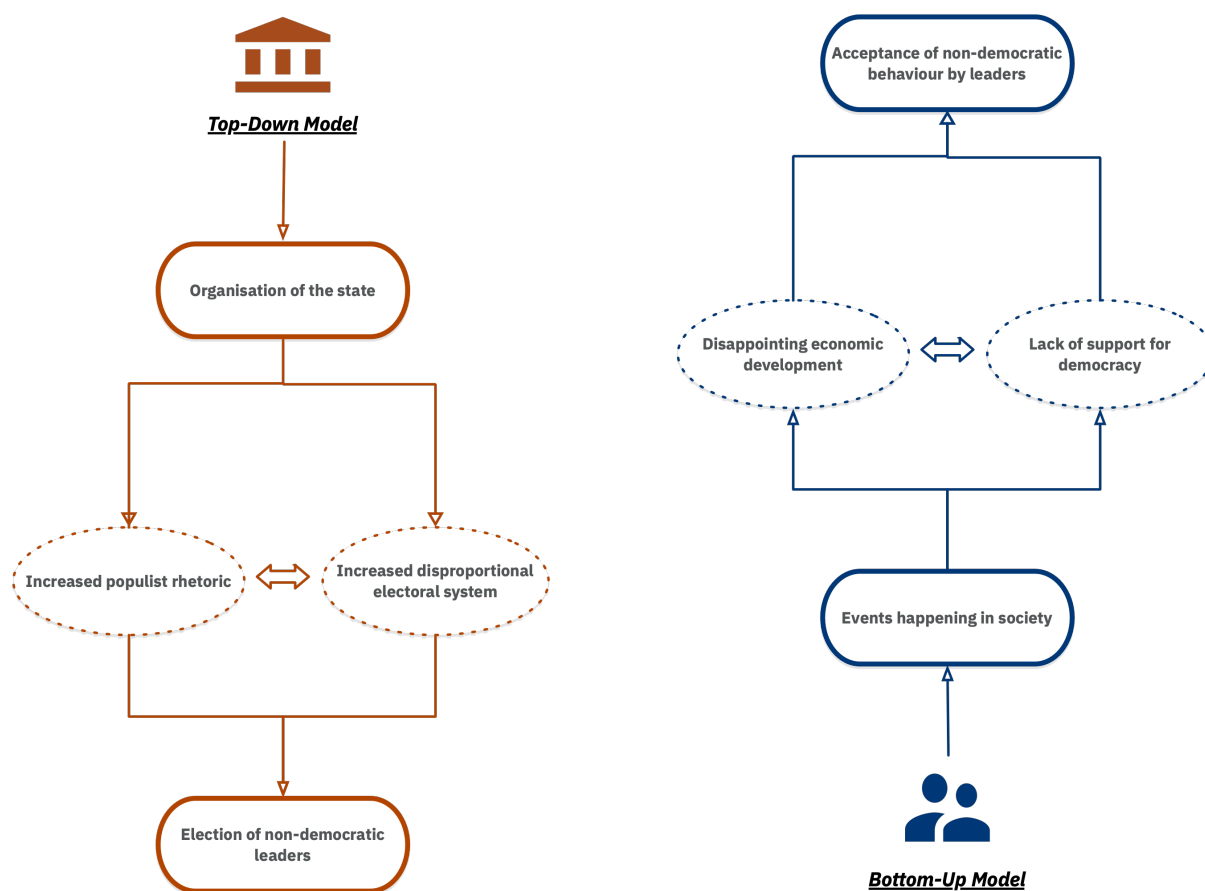 Top-Down Model
Organisation of the state
Increased populist rhetoric
Increased disproportional
electoral system
Election of non-democratic
leaders
Acceptance of non-democratic
behaviour by leaders
Disappointing economic
development
Lack of support for
democracy
Events happening in society
Bottom-Up Model